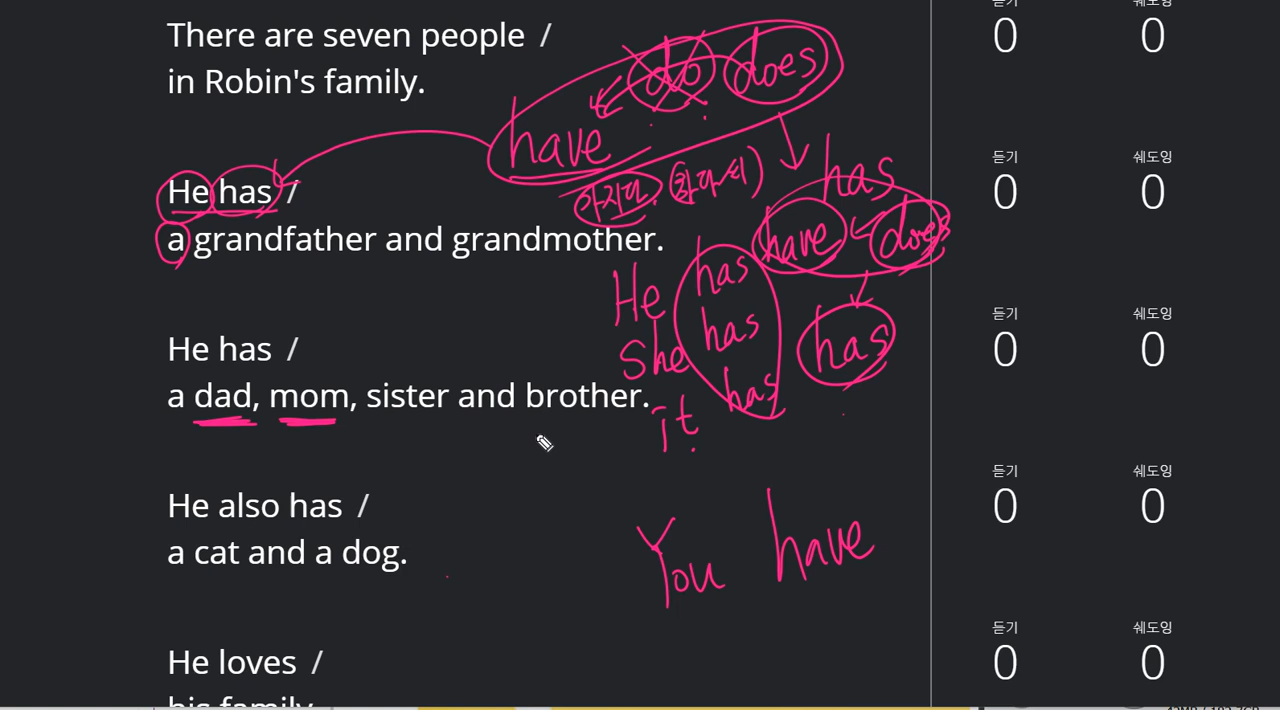 듣기 쉐도잉
There are seven people / 0 0
in Robin's family.
do does
have
가지다 (화아씨)
has
듣기 쉐도잉
He has / 0 0
a grandfather and grandmother.
have does
He has
She has
it has
has
듣기 쉐도잉
He has / 0 0
a dad, mom, sister and brother.
듣기 쉐도잉
He also has / 0 0
a cat and a dog.
You have
듣기 쉐도잉
He loves / 0 0
his family